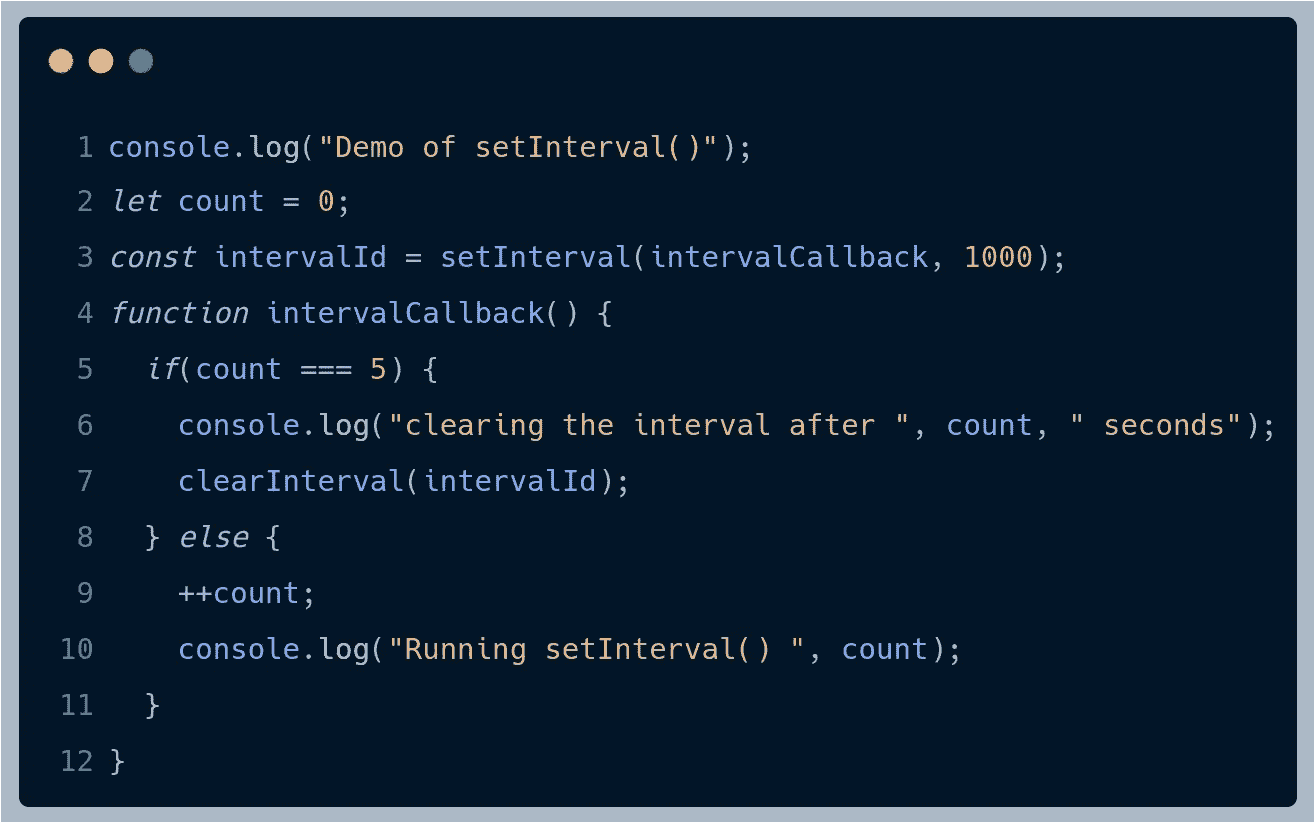 1 console.log("Demo of setInterval()");
2 let count = 0;
3 const intervalId = setInterval(intervalCallback, 1000);
4 function intervalCallback() {
5   if(count === 5) {
6     console.log("clearing the interval after ", count, " seconds");
7     clearInterval(intervalId);
8   } else {
9     ++count;
10     console.log("Running setInterval() ", count);
11   }
12 }